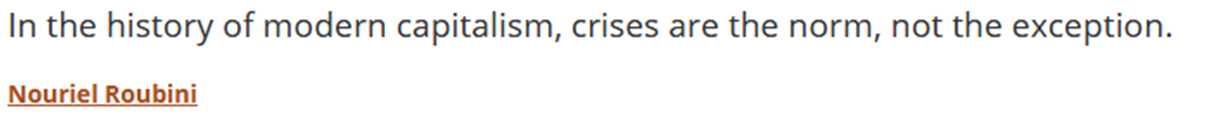 In the history of modern capitalism, crises are the norm, not the exception.
Nouriel Roubini